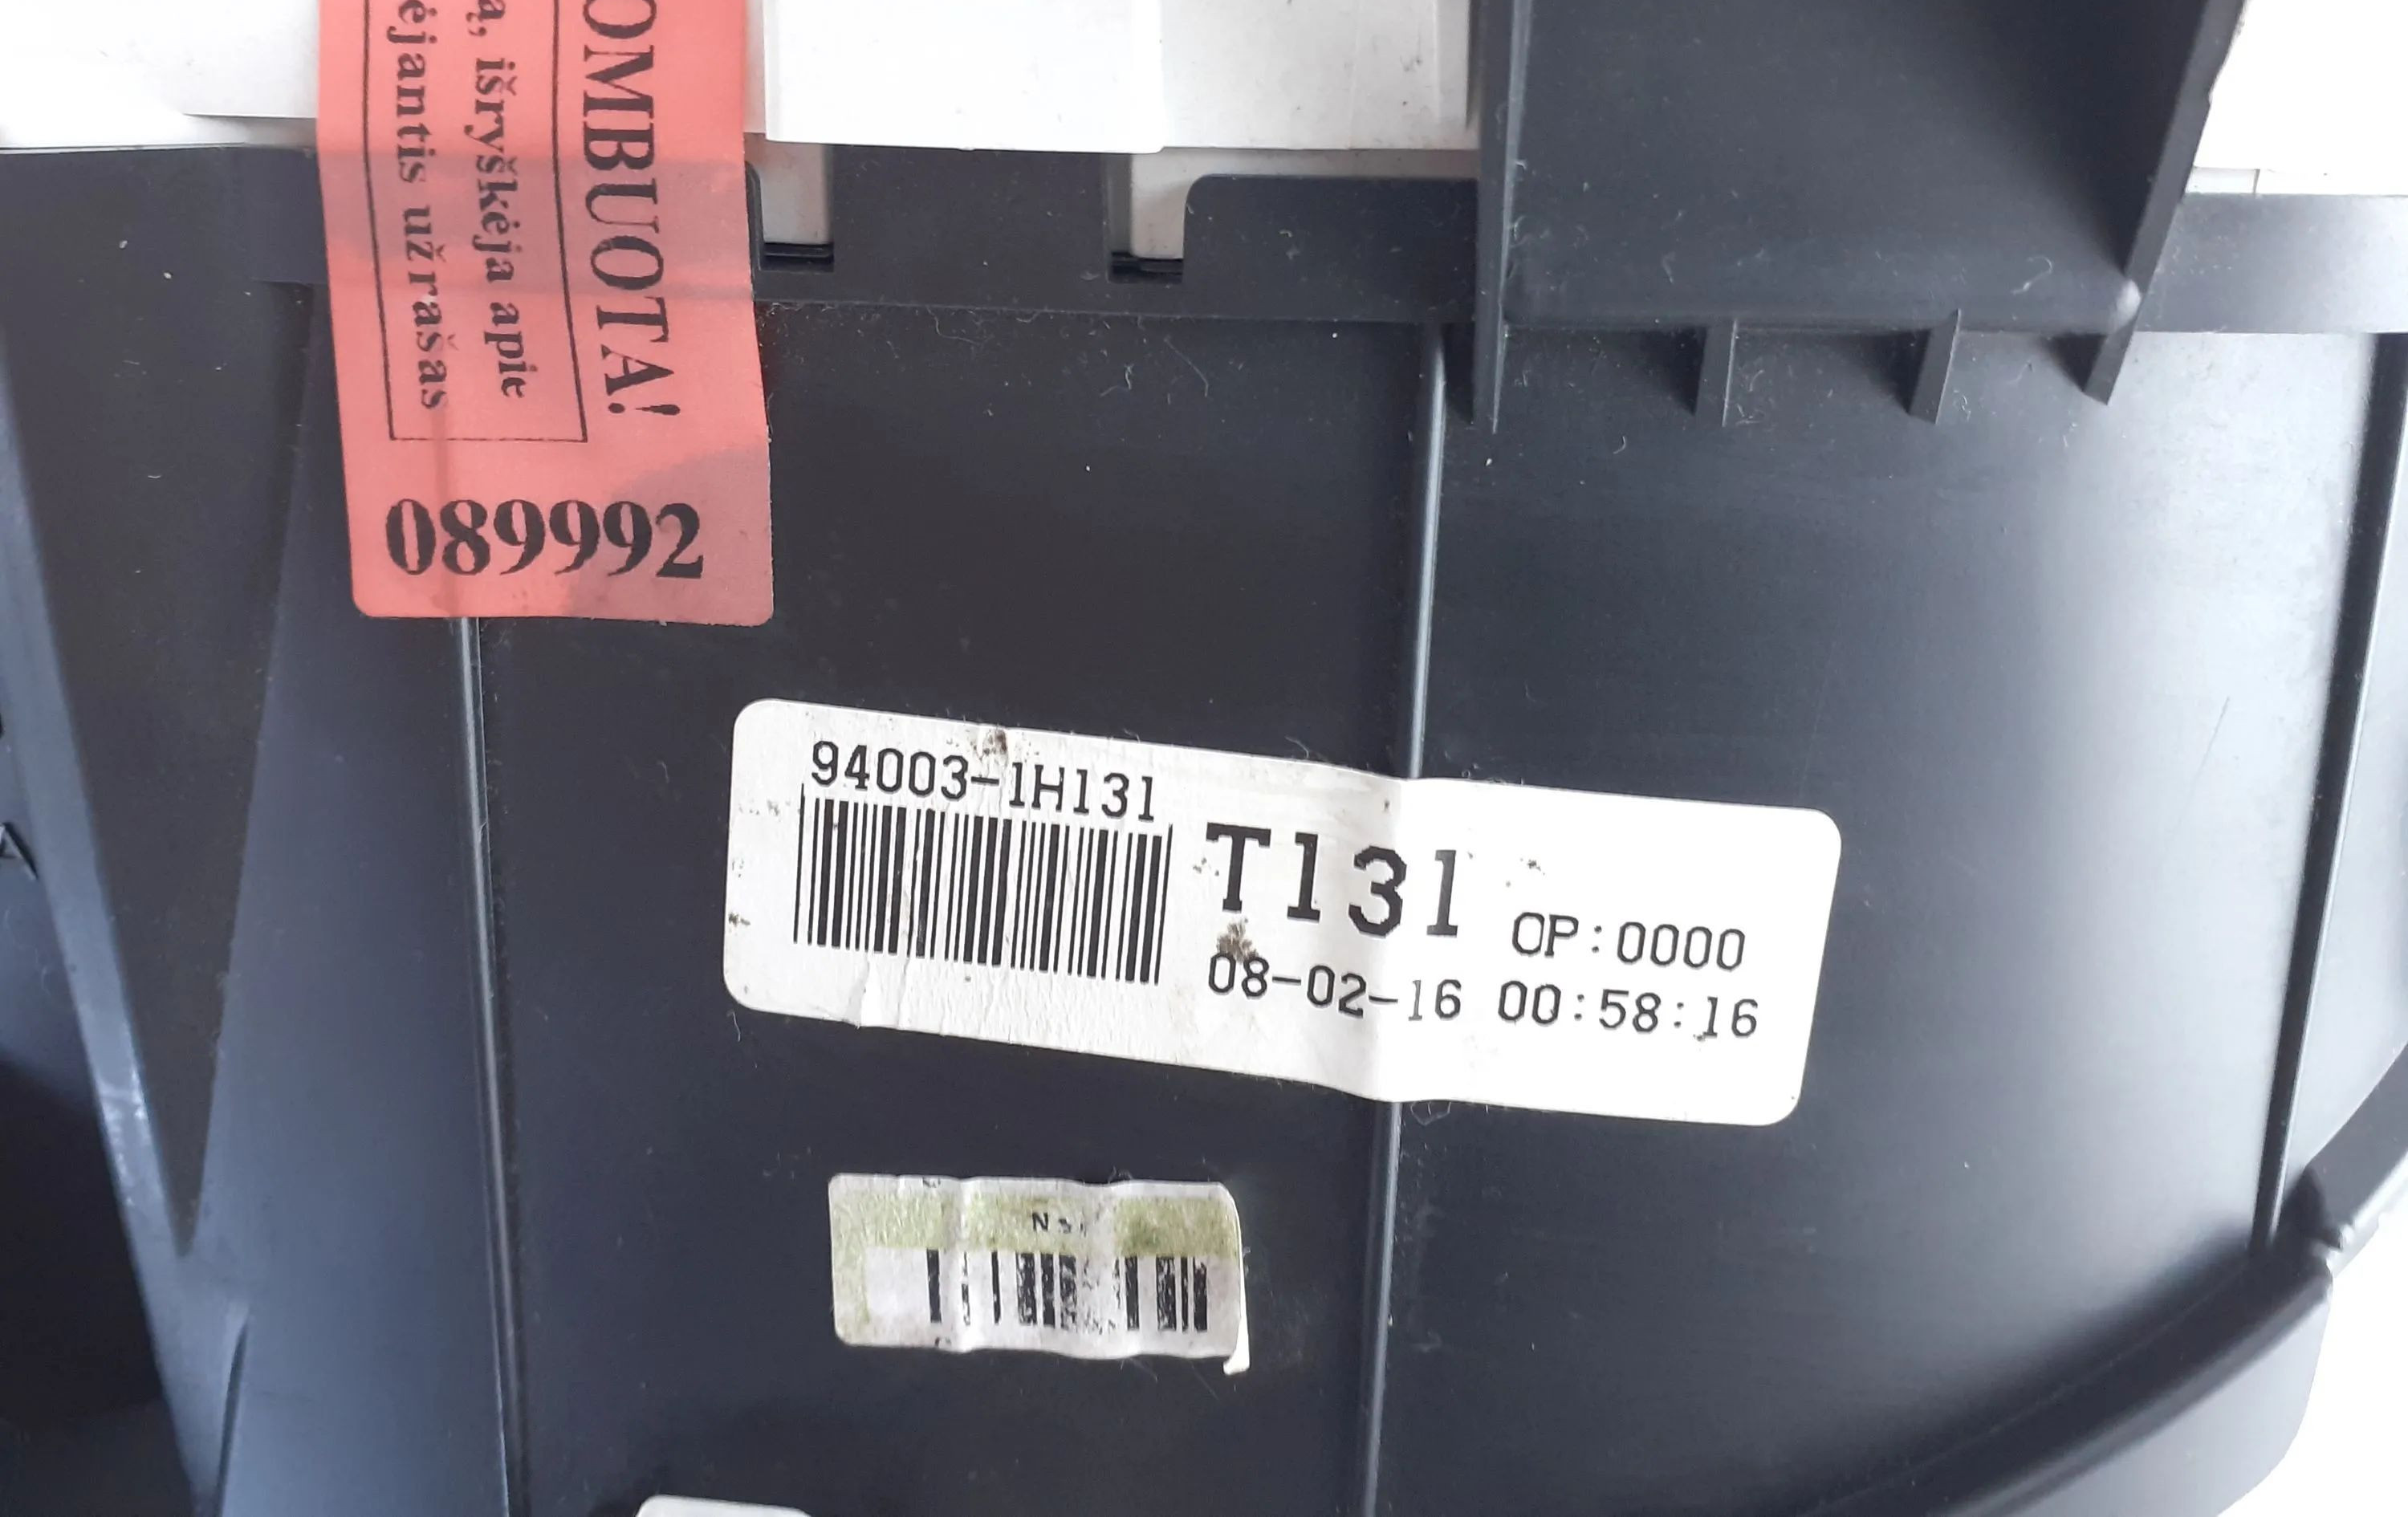 OMBUOTA!
ą, išryškėja apie
ėjantis užrašas
089992
94003-1H131
T131
OP:0000
08-02-16 00:58:16
A